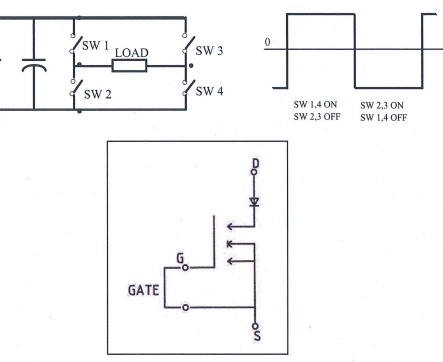 SW 1
LOAD
SW 3
SW 2
SW 4
0
SW 1,4 ON
SW 2,3 OFF
SW 2,3 ON
SW 1,4 OFF
D
G
GATE
S